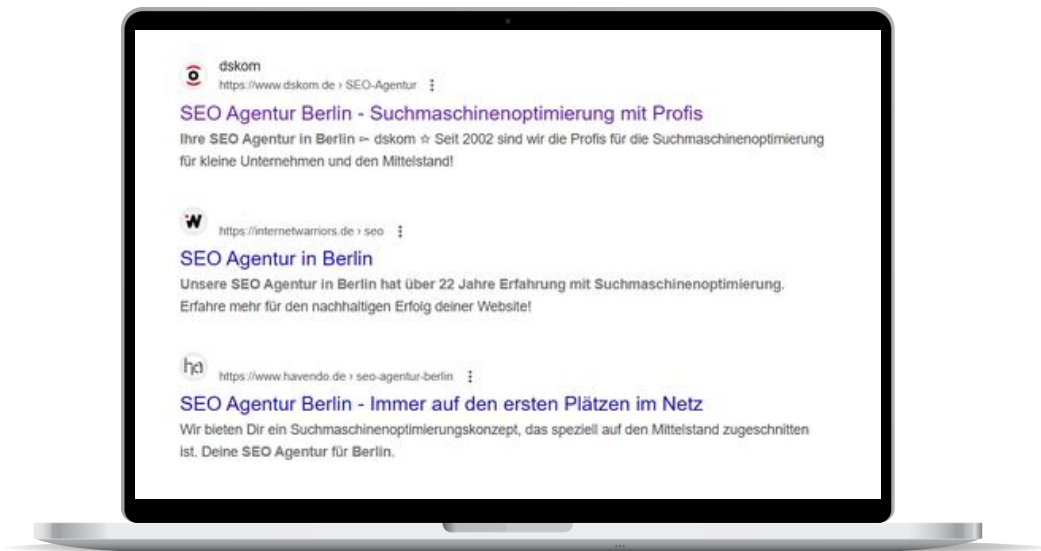 dskom
https://www.dskom.de › SEO-Agentur
SEO Agentur Berlin - Suchmaschinenoptimierung mit Profis
Ihre SEO Agentur in Berlin ➳ dskom ☆ Seit 2002 sind wir die Profis für die Suchmaschinenoptimierung
für kleine Unternehmen und den Mittelstand!
W
https://internetwarriors.de › seo
SEO Agentur in Berlin
Unsere SEO Agentur in Berlin hat über 22 Jahre Erfahrung mit Suchmaschinenoptimierung.
Erfahre mehr für den nachhaltigen Erfolg deiner Website!
ha
https://www.havendo.de › seo-agentur-berlin
SEO Agentur Berlin - Immer auf den ersten Plätzen im Netz
Wir bieten Dir ein Suchmaschinenoptimierungskonzept, das speziell auf den Mittelstand zugeschnitten
ist. Deine SEO Agentur für Berlin.